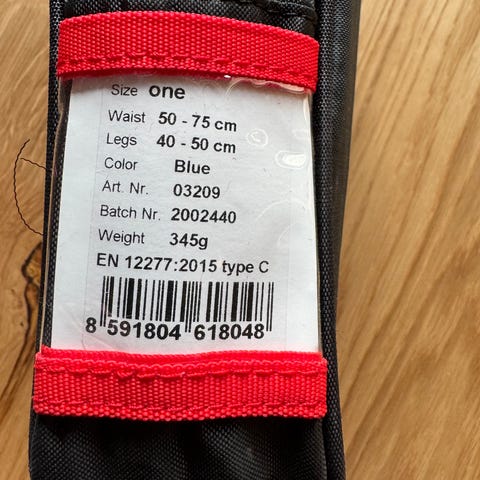 Size one
Waist 50 - 75 cm
Legs 40 - 50 cm
Color Blue
Art. Nr. 03209
Batch Nr. 2002440
Weight 345g
EN 12277:2015 type C
8 591804 618048